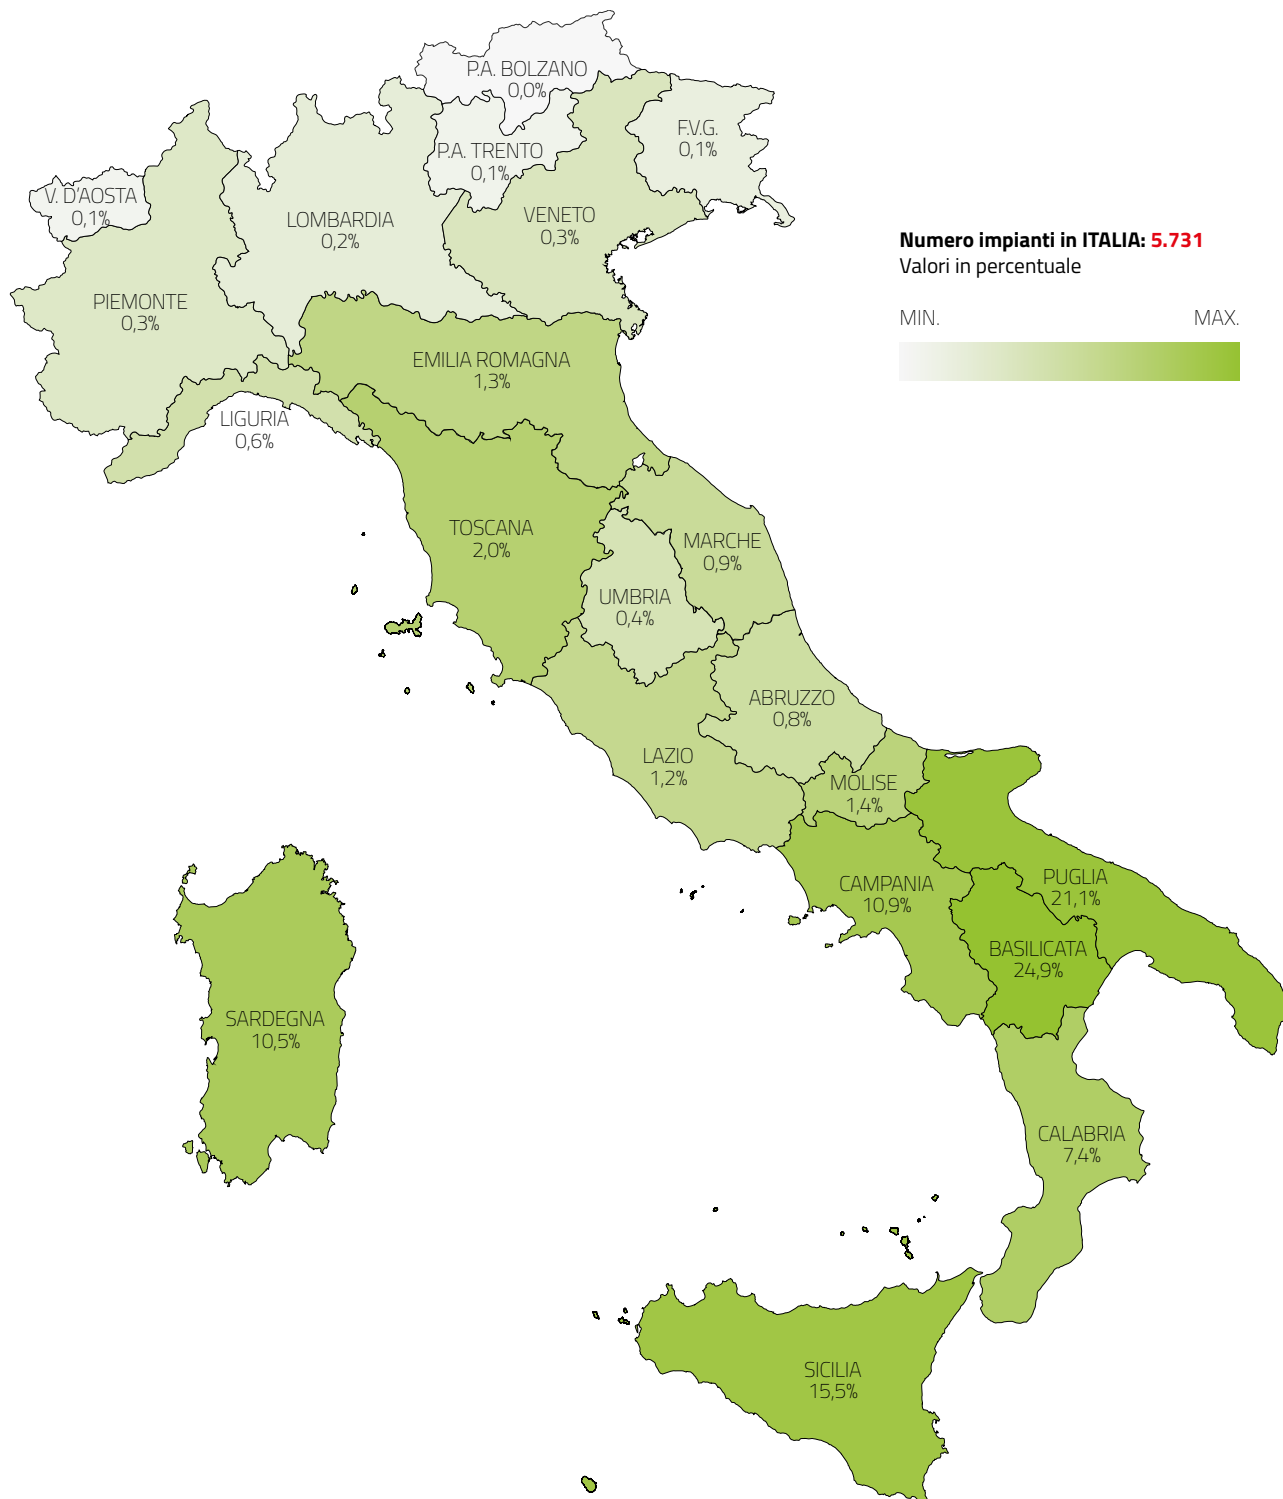 P.A. BOLZANO
0,0%
F.V.G.
0,1%
P.A. TRENTO
0,1%
V. D'AOSTA
0,1%
LOMBARDIA
0,2%
VENETO
0,3%
Numero impianti in ITALIA: 5.731
Valori in percentuale
MIN. MAX.
PIEMONTE
0,3%
EMILIA ROMAGNA
1,3%
LIGURIA
0,6%
TOSCANA
2,0%
MARCHE
0,9%
UMBRIA
0,4%
ABRUZZO
0,8%
LAZIO
1,2%
MOLISE
1,4%
CAMPANIA
10,9%
PUGLIA
21,1%
BASILICATA
24,9%
SARDEGNA
10,5%
CALABRIA
7,4%
SICILIA
15,5%